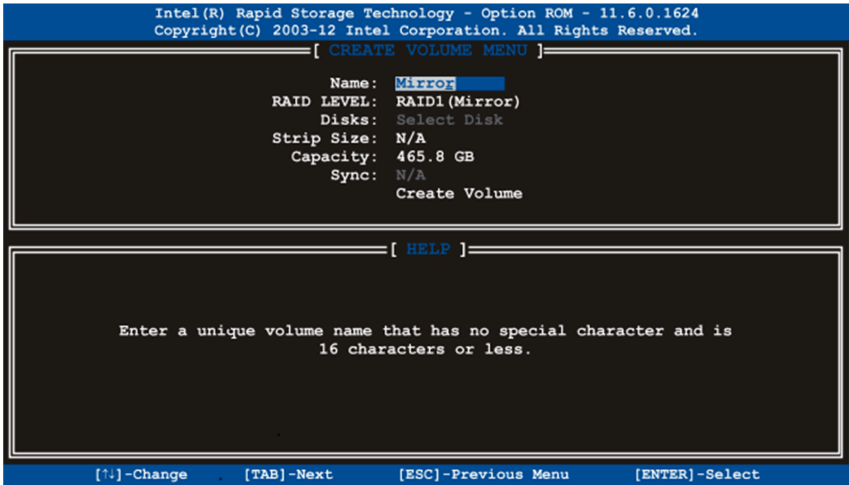 Intel(R) Rapid Storage Technology - Option ROM - 11.6.0.1624
Copyright(C) 2003-12 Intel Corporation. All Rights Reserved.
[ CREATE VOLUME MENU ]
Name: Mirror
RAID LEVEL: RAID1(Mirror)
Disks: Select Disk
Strip Size: N/A
Capacity: 465.8 GB
Sync: N/A
Create Volume
[ HELP ]
Enter a unique volume name that has no special character and is
16 characters or less.
[↑↓]-Change [TAB]-Next [ESC]-Previous Menu [ENTER]-Select